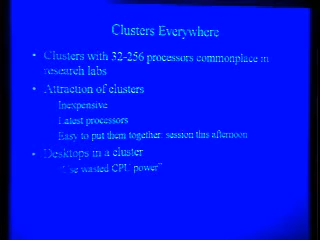 Clusters Everywhere
• Clusters with 32-256 processors commonplace in
research labs
• Attraction of clusters
Inexpensive
Latest processors
Easy to put them together: session this afternoon
• Desktops in a cluster
"Use wasted CPU power"